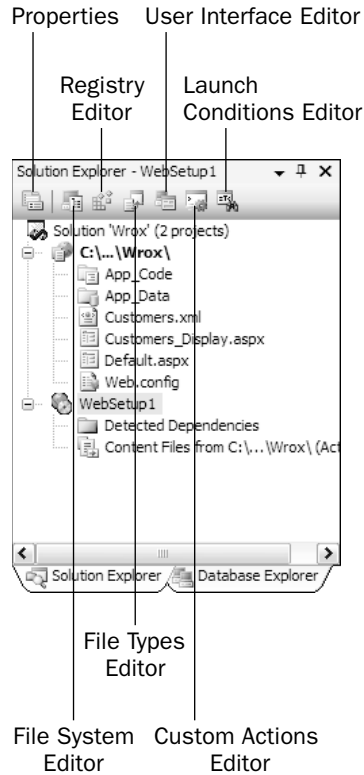 Properties
User Interface Editor
Registry
Editor
Launch
Conditions Editor
Solution Explorer - WebSetup1
Solution 'Wrox' (2 projects)
C:\...\Wrox\
App_Code
App_Data
Customers.xml
Customers_Display.aspx
Default.aspx
Web.config
WebSetup1
Detected Dependencies
Content Files from C:\...\Wrox\ (Act
Solution Explorer
Database Explorer
File Types
Editor
File System
Editor
Custom Actions
Editor